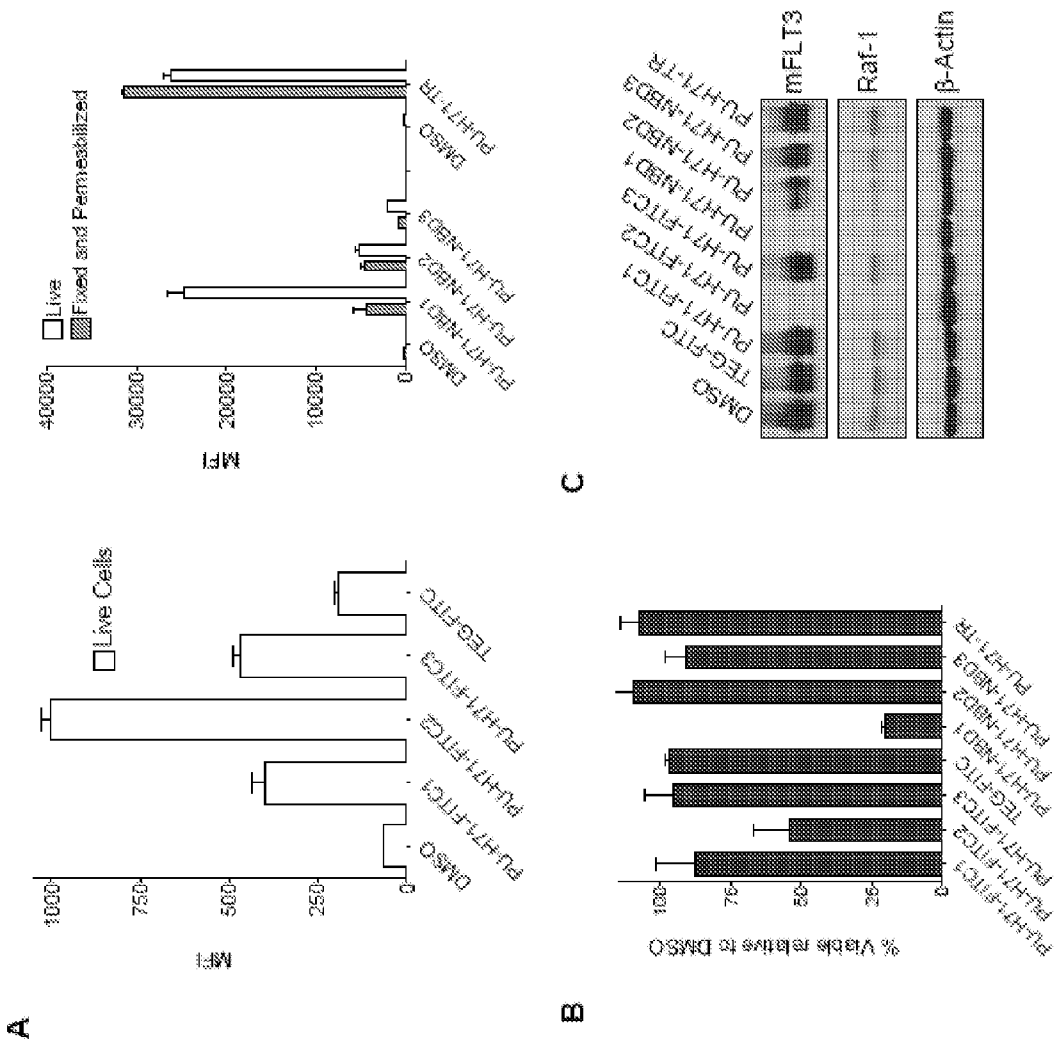 A
MFI
1000
750
500
250
0
Live Cells
DMSO
PU-H71-FITC1
PU-H71-FITC2
PU-H71-FITC3
TEG-FITC
MFI
40000
30000
20000
10000
0
Live
Fixed and Permeabilized
DMSO
PU-H71-NBD1
PU-H71-NBD2
PU-H71-NBD3
DMSO
PU-H71-TR
B
% Viable relative to DMSO
100
75
50
25
0
PU-H71-FITC1
PU-H71-FITC2
PU-H71-FITC3
TEG-FITC
PU-H71-NBD1
PU-H71-NBD2
PU-H71-NBD3
PU-H71-TR
C
DMSO
TEG-FITC
PU-H71-FITC1
PU-H71-FITC2
PU-H71-FITC3
PU-H71-NBD1
PU-H71-NBD2
PU-H71-NBD3
PU-H71-TR
mFLT3
Raf-1
β-Actin